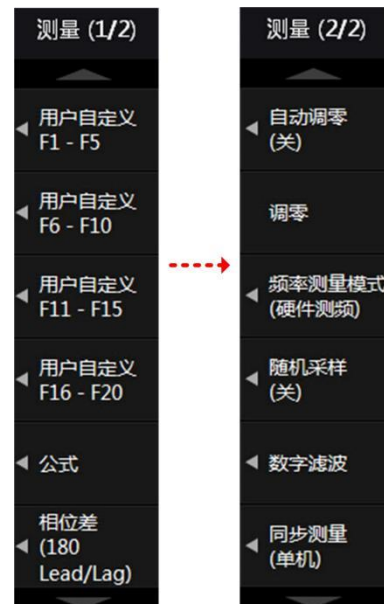 测量 (1/2)
用户自定义
F1 - F5
用户自定义
F6 - F10
用户自定义
F11 - F15
用户自定义
F16 - F20
公式
相位差
(180
Lead/Lag)
测量 (2/2)
自动调零
(关)
调零
频率测量模式
(硬件测频)
随机采样
(关)
数字滤波
同步测量
(单机)